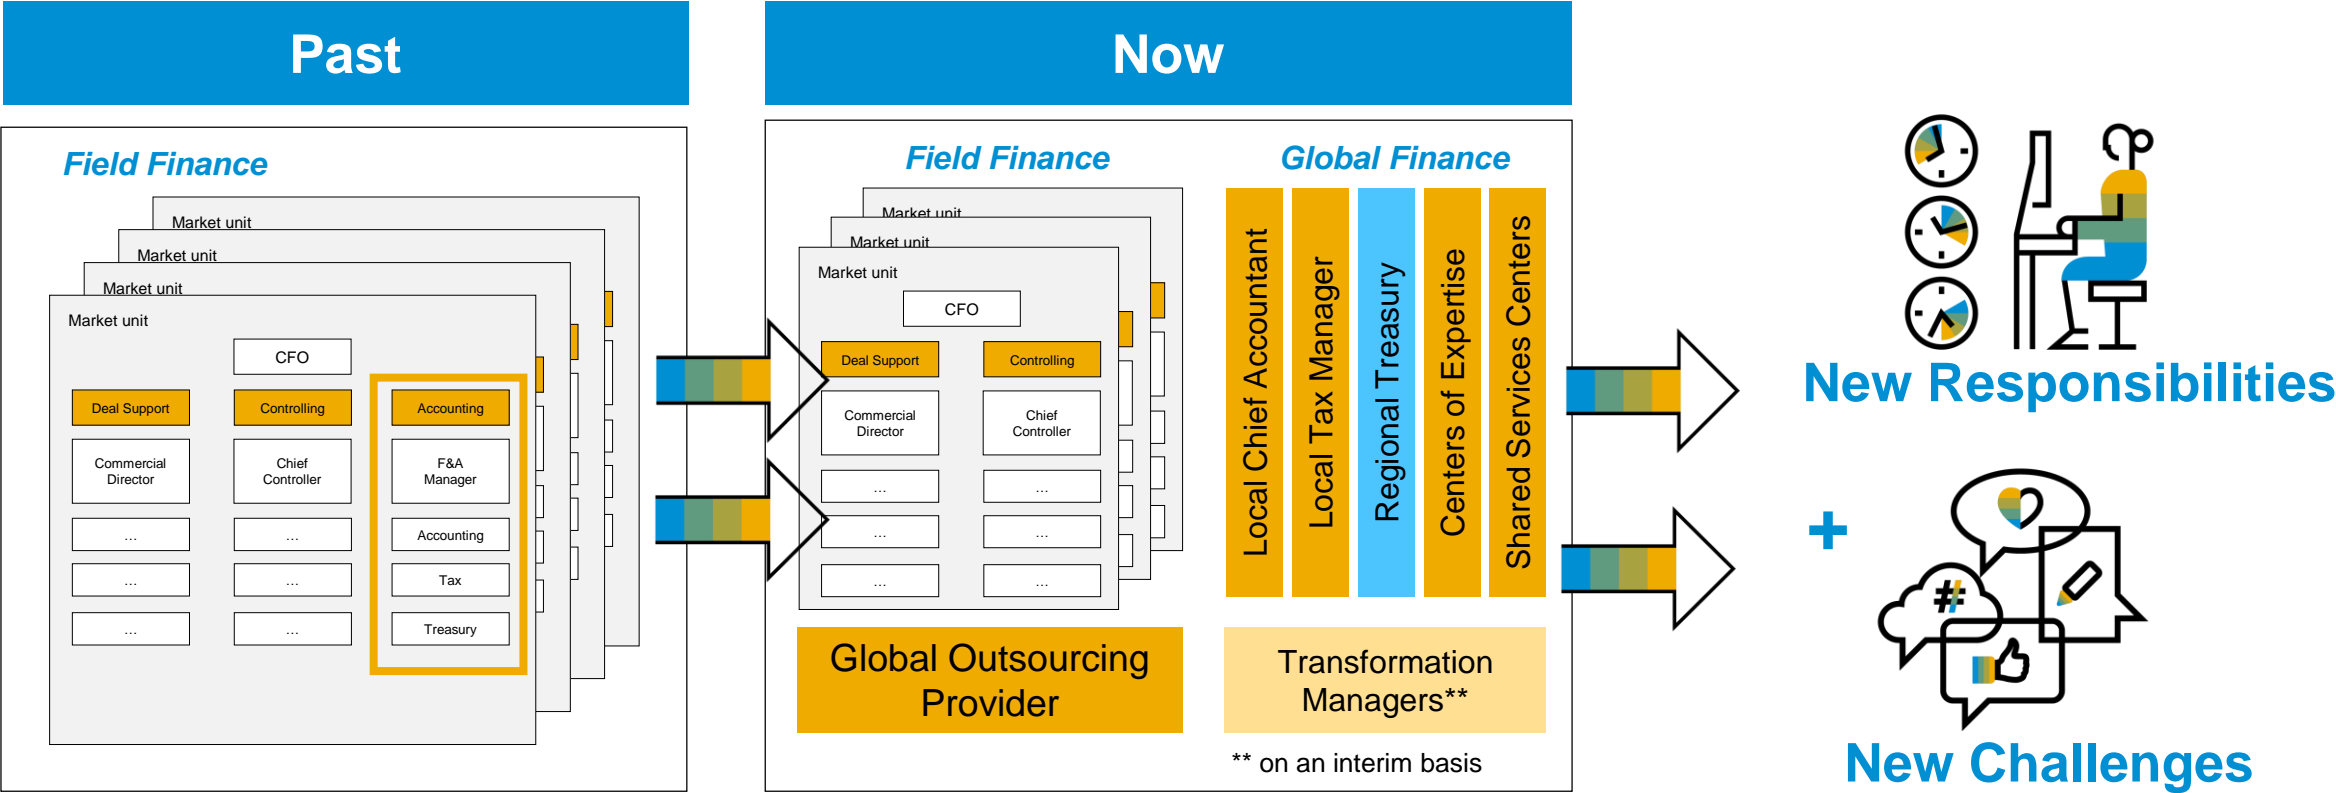 Past
Field Finance
Market unit
Market unit
Market unit
Market unit
CFO
Deal Support
Controlling
Accounting
Commercial
Director
Chief
Controller
F&A
Manager
...
...
Accounting
...
...
Tax
...
...
Treasury
Now
Field Finance
Market unit
Market unit
Market unit
CFO
Deal Support
Controlling
Commercial
Director
Chief
Controller
...
...
...
...
...
...
Global Outsourcing
Provider
Global Finance
Local Chief Accountant
Local Tax Manager
Regional Treasury
Centers of Expertise
Shared Services Centers
Transformation
Managers**
** on an interim basis
New Responsibilities
+
#
New Challenges